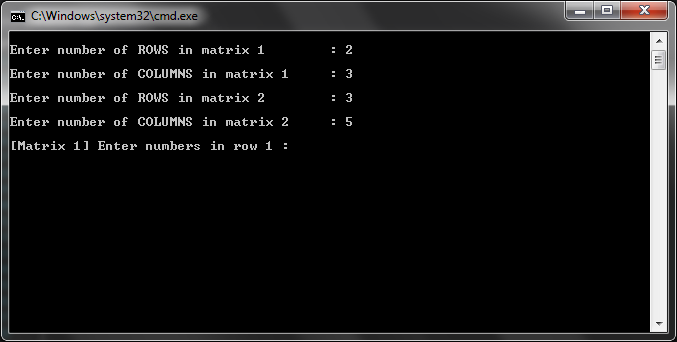 C:\Windows\system32\cmd.exe
Enter number of ROWS in matrix 1 : 2
Enter number of COLUMNS in matrix 1 : 3
Enter number of ROWS in matrix 2 : 3
Enter number of COLUMNS in matrix 2 : 5
[Matrix 1] Enter numbers in row 1 :